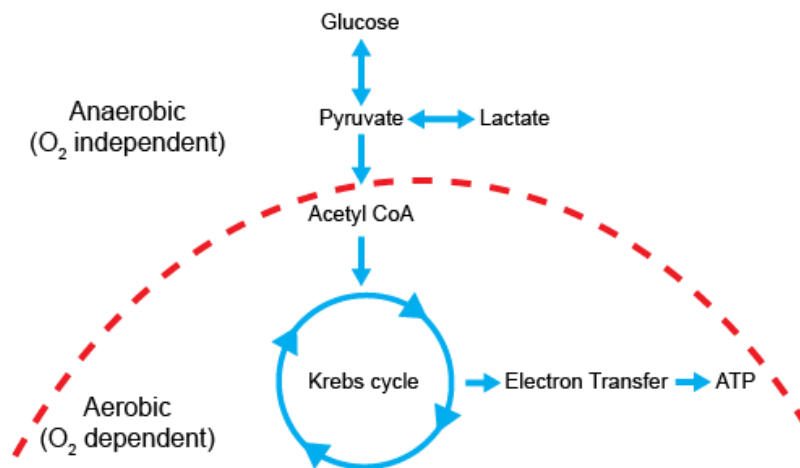 Glucose
Anaerobic
(O₂ independent)
Pyruvate
Lactate
Acetyl CoA
Krebs cycle
Electron Transfer
ATP
Aerobic
(O₂ dependent)